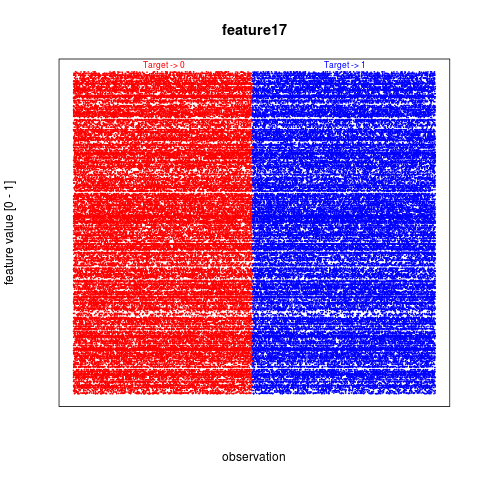 feature17
Target -> 0
Target -> 1
feature value [0 - 1]
observation